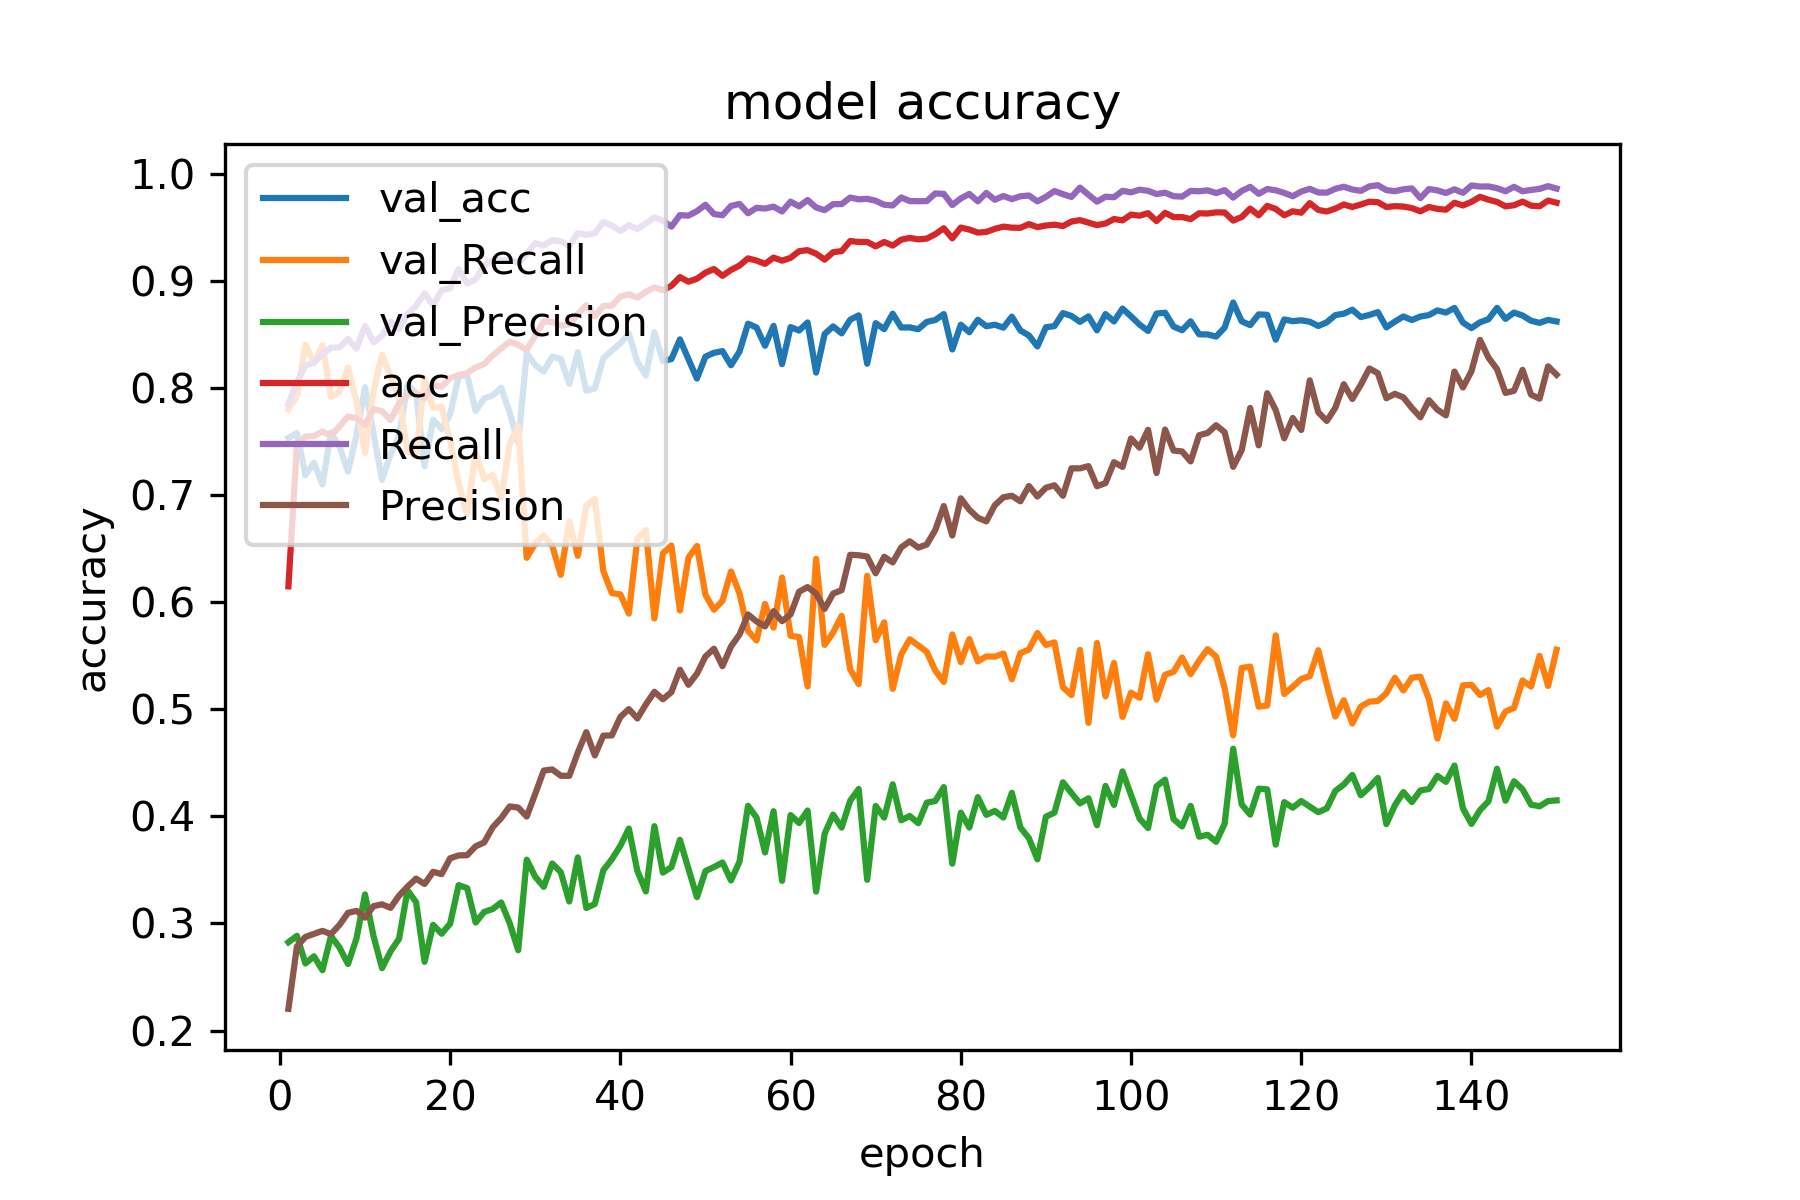 model accuracy
val_acc
val_Recall
val_Precision
acc
Recall
Precision
accuracy
1.0
0.9
0.8
0.7
0.6
0.5
0.4
0.3
0.2
0 20 40 60 80 100 120 140
epoch